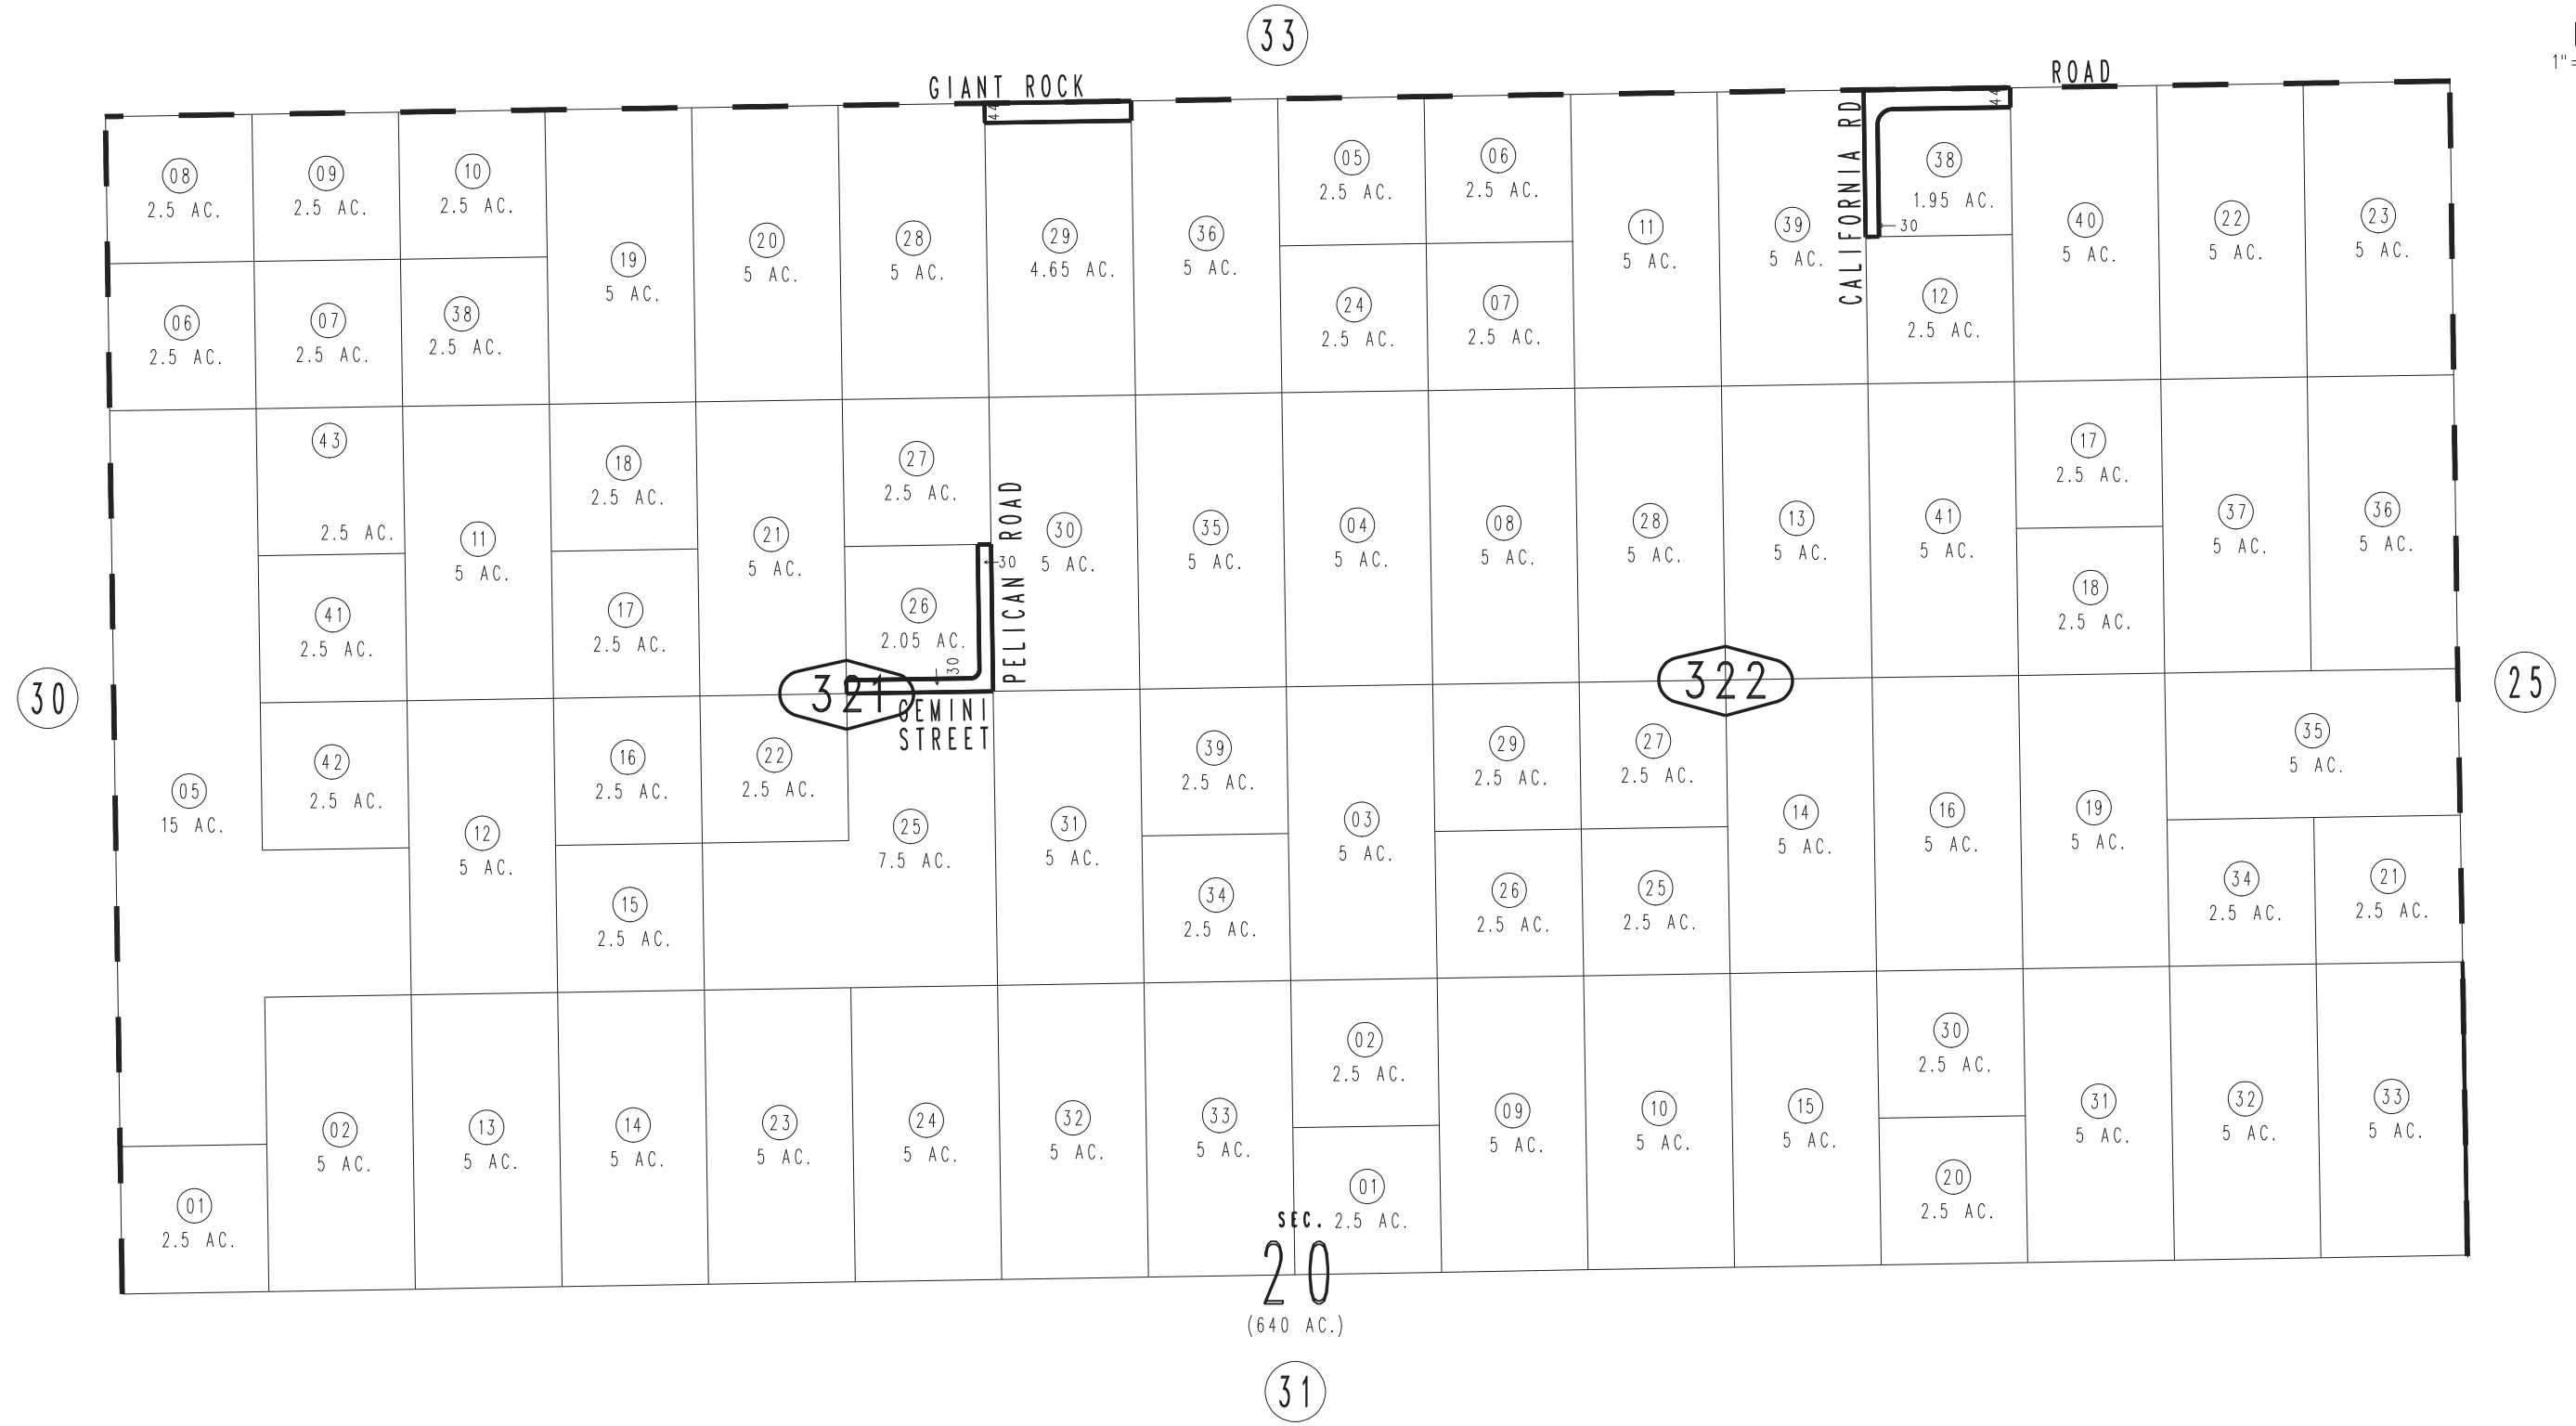 33
1"=
GIANT ROCK
ROAD
44
44
CALIFORNIA RD
08
2.5 AC.
09
2.5 AC.
10
2.5 AC.
19
5 AC.
20
5 AC.
28
5 AC.
29
4.65 AC.
36
5 AC.
05
2.5 AC.
06
2.5 AC.
11
5 AC.
39
5 AC.
38
1.95 AC.
30
40
5 AC.
22
5 AC.
23
5 AC.
06
2.5 AC.
07
2.5 AC.
38
2.5 AC.
24
2.5 AC.
07
2.5 AC.
12
2.5 AC.
43
2.5 AC.
11
5 AC.
18
2.5 AC.
21
5 AC.
27
2.5 AC.
PELICAN ROAD
30
30
5 AC.
35
5 AC.
04
5 AC.
08
5 AC.
28
5 AC.
13
5 AC.
41
5 AC.
17
2.5 AC.
37
5 AC.
36
5 AC.
41
2.5 AC.
17
2.5 AC.
26
2.05 AC.
30
18
2.5 AC.
30
321
322
25
GEMINI
STREET
05
15 AC.
42
2.5 AC.
12
5 AC.
16
2.5 AC.
22
2.5 AC.
25
7.5 AC.
31
5 AC.
39
2.5 AC.
03
5 AC.
29
2.5 AC.
27
2.5 AC.
14
5 AC.
16
5 AC.
19
5 AC.
35
5 AC.
15
2.5 AC.
34
2.5 AC.
26
2.5 AC.
25
2.5 AC.
34
2.5 AC.
21
2.5 AC.
01
2.5 AC.
02
5 AC.
13
5 AC.
14
5 AC.
23
5 AC.
24
5 AC.
32
5 AC.
33
5 AC.
02
2.5 AC.
09
5 AC.
10
5 AC.
15
5 AC.
30
2.5 AC.
31
5 AC.
32
5 AC.
33
5 AC.
01
2.5 AC.
20
2.5 AC.
SEC.
20
(640 AC.)
31